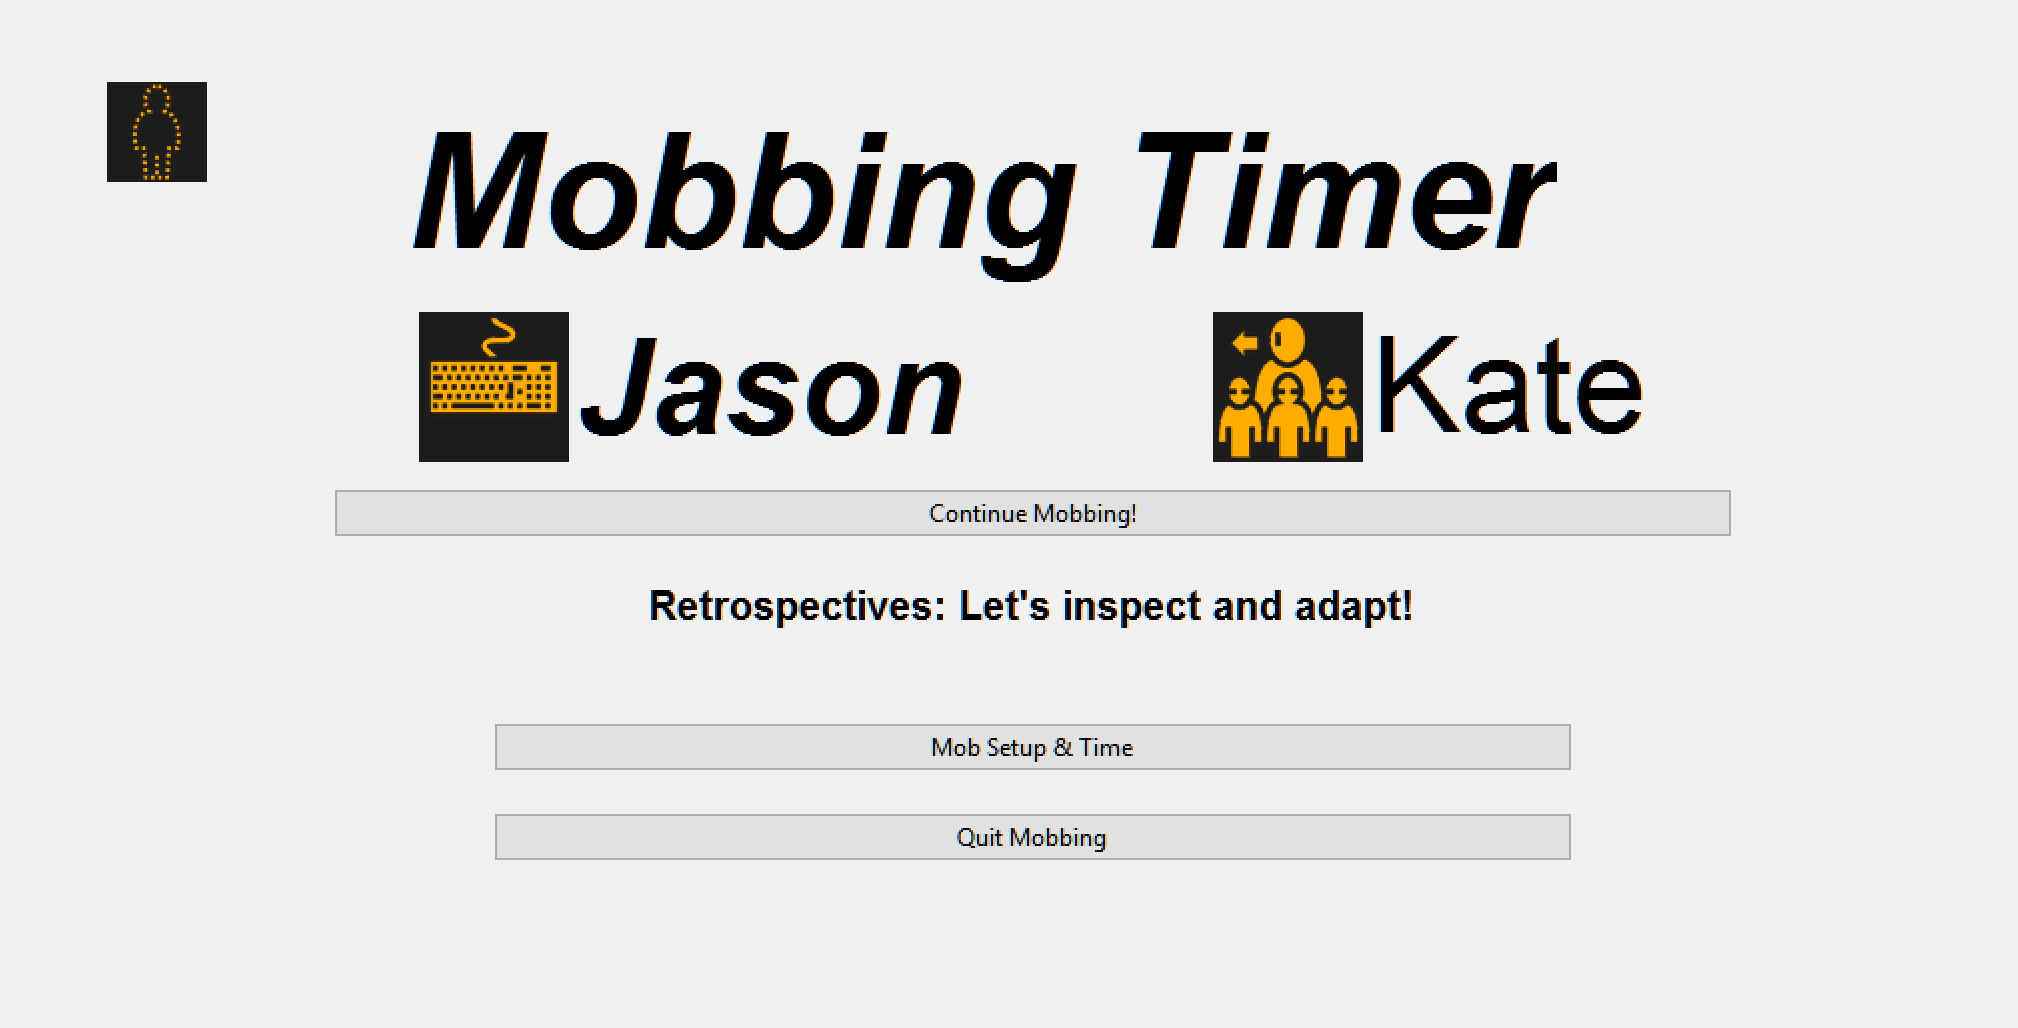 Mobbing Timer
Jason
Kate
Continue Mobbing!
Retrospectives: Let's inspect and adapt!
Mob Setup & Time
Quit Mobbing